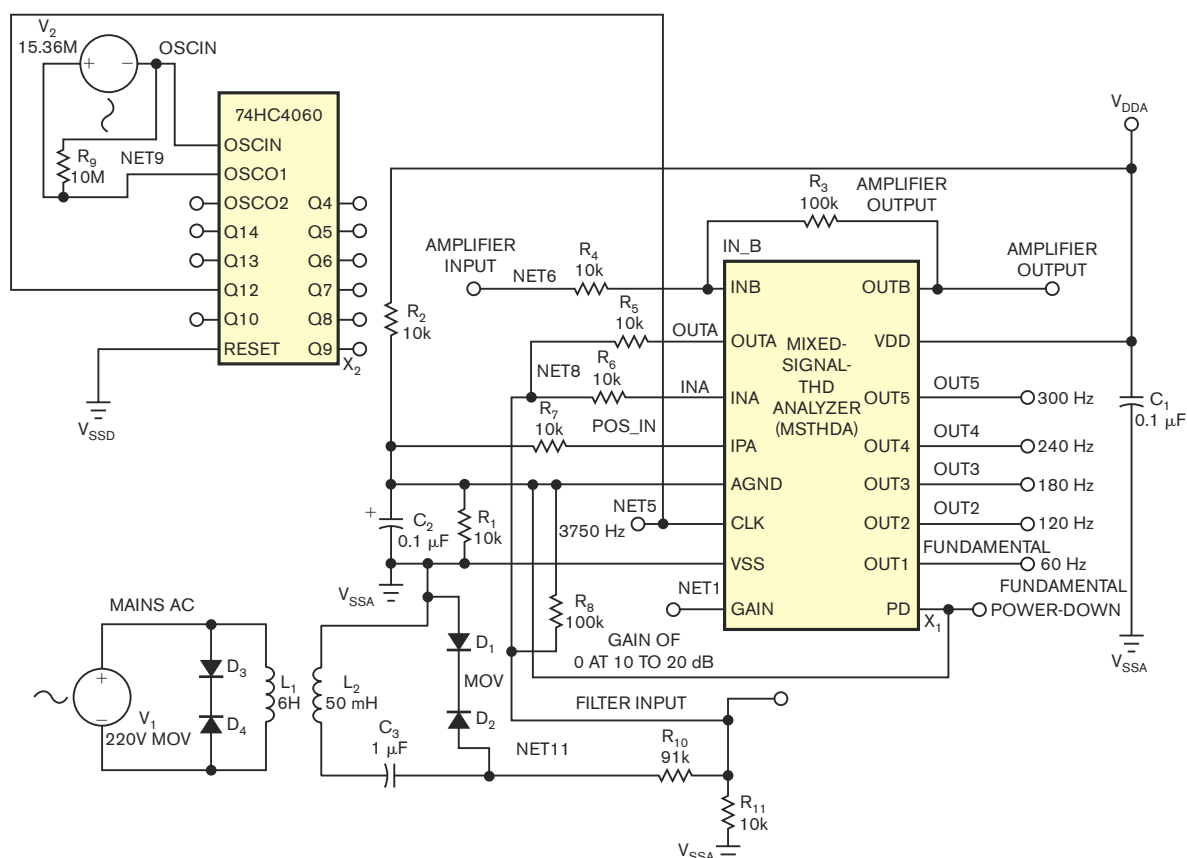 V2
15.36M
OSCIN
74HC4060
OSCIN
OSCO1
OSCO2
Q14
Q13
Q12
Q10
RESET
Q4
Q5
Q6
Q7
Q8
Q9
X2
R9
10M
NET9
VSSD
VDDA
R3
100k
AMPLIFIER
OUTPUT
IN_B
AMPLIFIER
INPUT
NET6
R4
10k
AMPLIFIER
OUTPUT
R2
10k
R5
10k
OUTA
NET8
R6
10k
INA
R7
10k
POS_IN
INB
OUTA
INA
IPA
AGND
CLK
VSS
GAIN
MIXED-
SIGNAL-
THD
ANALYZER
(MSTHDA)
OUTB
VDD
OUT5
OUT4
OUT3
OUT2
OUT1
PD
X1
OUT5
300 Hz
OUT4
240 Hz
OUT3
180 Hz
OUT2
120 Hz
FUNDAMENTAL
60 Hz
FUNDAMENTAL
POWER-DOWN
C1
0.1 µF
VSSA
+
C2
0.1 µF
R1
10k
NET5
3750 Hz
VSSA
NET1
R8
100k
GAIN OF
0 AT 10 TO 20 dB
MAINS AC
+
−
V1
220V MOV
D3
D4
L1
6H
L2
50 mH
C3
1 µF
D1
MOV
D2
NET11
FILTER INPUT
R10
91k
R11
10k
VSSA
+
−